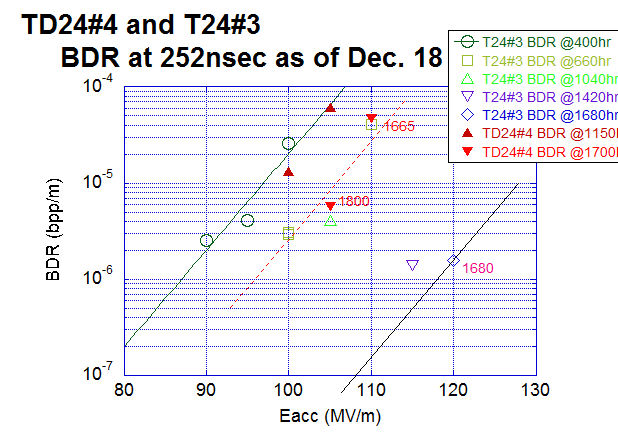 TD24#4 and T24#3
BDR at 252nsec as of Dec. 18
T24#3 BDR @400hr
T24#3 BDR @660hr
T24#3 BDR @1040hr
T24#3 BDR @1420hr
T24#3 BDR @1680hr
TD24#4 BDR @1150
TD24#4 BDR @1700
10-4
10-5
10-6
10-7
BDR (bpp/m)
1665
1800
1680
80 90 100 110 120 130
Eacc (MV/m)